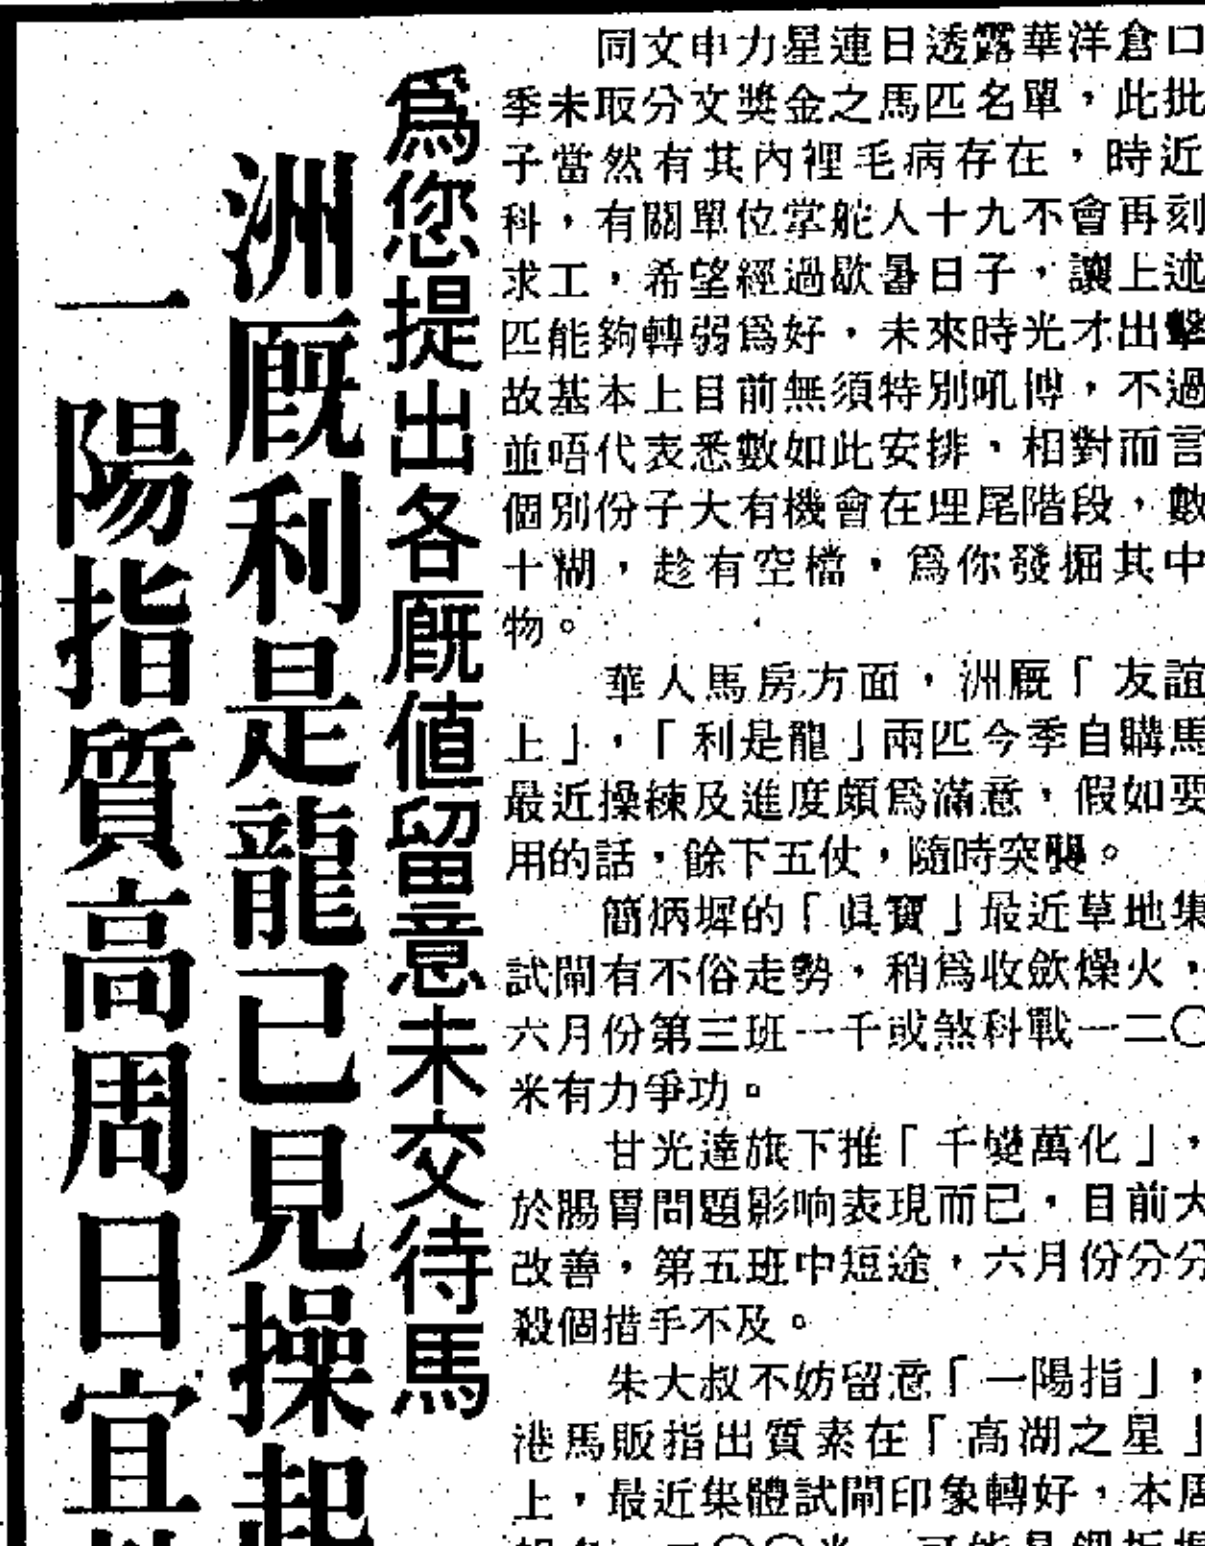 為您提出各厩值留意未交待馬
洲厩利是龍已見操起
一陽指質高周日宜
同文申力星連日透露華洋倉口
季未取分文獎金之馬匹名單，此批
子當然有其內裡毛病存在，時近
科，有關單位掌舵人十九不會再刻
求工，希望經過歇暑日子，讓上述
匹能夠轉弱爲好，未來時光才出擊
故基本上目前無須特別吼博，不過
並唔代表悉數如此安排，相對而言
個別份子大有機會在埋尾階段，數
十糊，趁有空檔，爲你發掘其中
物。
華人馬房方面，洲厩「友誼
上」，「利是龍」兩匹今季自購馬
最近操練及進度頗爲滿意，假如要
用的話，餘下五仗，隨時突襲。
簡炳墀的「眞寶」最近草地集
試閘有不俗走勢，稍爲收歛燥火，
六月份第三班一千或煞科戰一二〇
米有力爭功。
甘光達旗下推「千變萬化」，
於腸胃問題影响表現而已，目前大
改善，第五班中短途，六月份分分
殺個措手不及。
朱大叔不妨留意「一陽指」，
港馬販指出質素在「高湖之星」
上，最近集體試閘印象轉好，本周